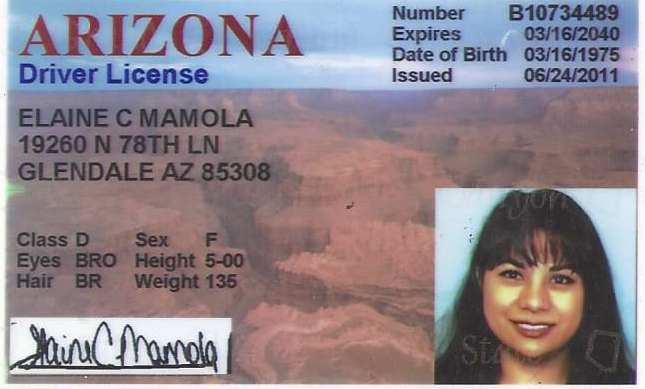 ARIZONA
Driver License
Number B10734489
Expires 03/16/2040
Date of Birth 03/16/1975
Issued 06/24/2011
ELAINE C MAMOLA
19260 N 78TH LN
GLENDALE AZ 85308
Class D Sex F
Eyes BRO Height 5-00
Hair BR Weight 135
Elaine C Mamola